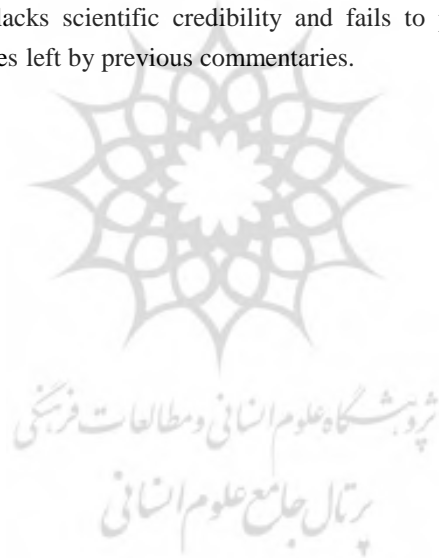 lacks scientific credibility and fails to
es left by previous commentaries.
پژوهشگاه علوم انسانی و مطالعات فرهنگی
پرتال جامع علوم انسانی